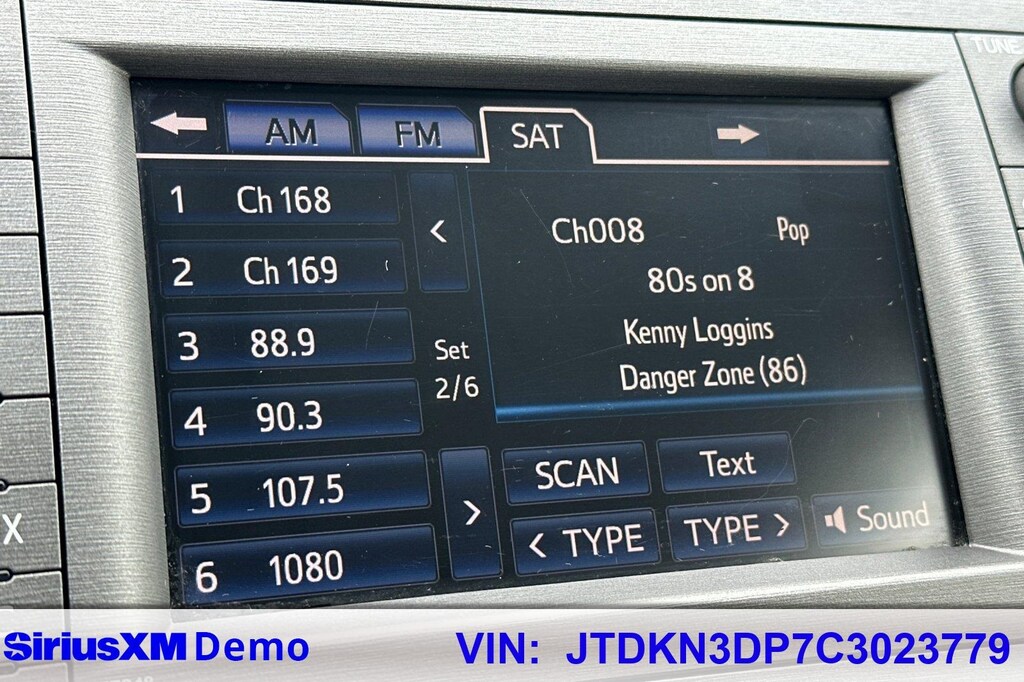 TUNE
AM FM SAT
1 Ch 168 <
2 Ch 169
3 88.9
4 90.3
5 107.5
6 1080
Set
2/6
>
Ch008 Pop
80s on 8
Kenny Loggins
Danger Zone (86)
SCAN Text
< TYPE TYPE > Sound
X
SiriusXM Demo VIN: JTDKN3DP7C3023779